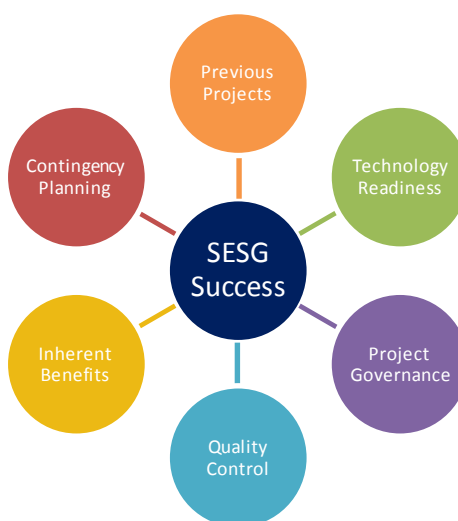 Previous
Projects
Contingency
Planning
Technology
Readiness
SESG
Success
Inherent
Benefits
Project
Governance
Quality
Control